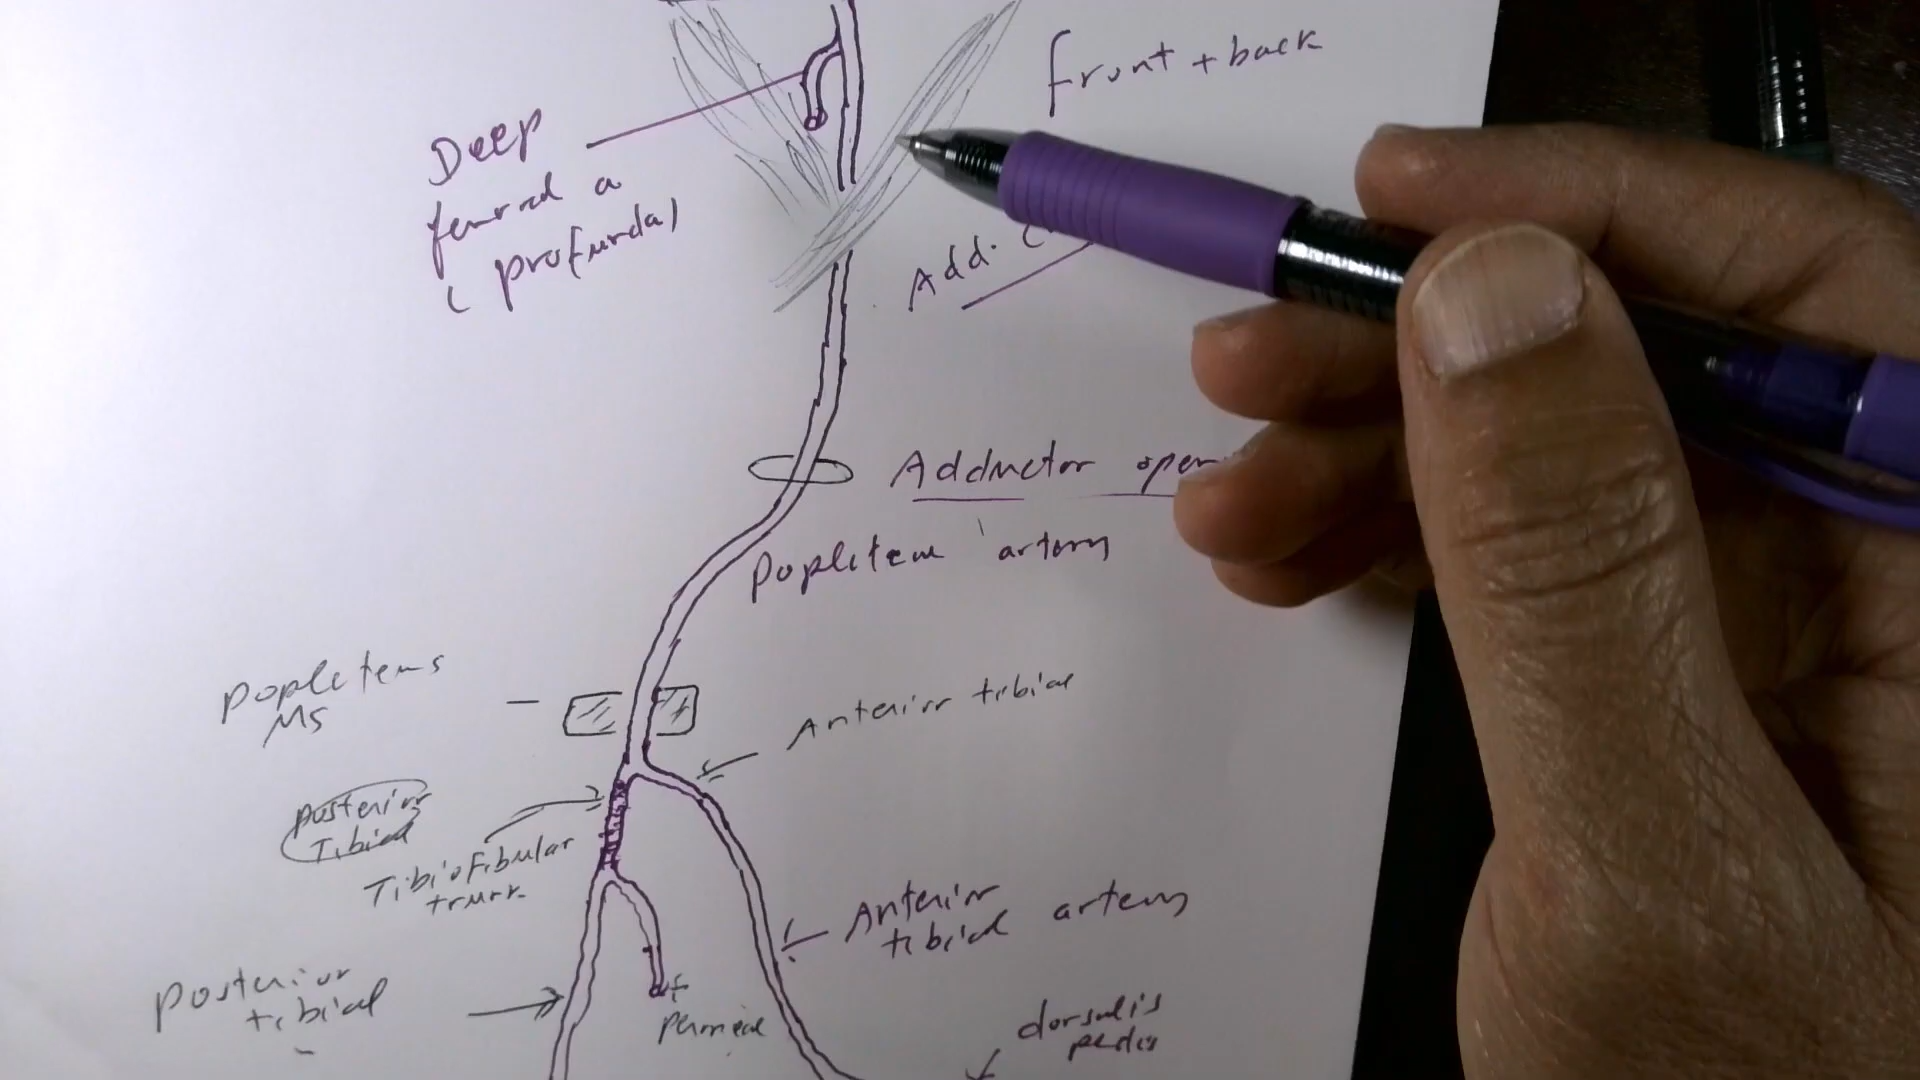 front + back
Deep
femoral a
( profunda)
Add.
Adductor open
popliteal artery
popliteus
MS
Anterior tibial
posterior
Tibial
TibioFibular
trunk
Anterior
tibial artery
posterior
tibial
peroneal
dorsalis
pedis